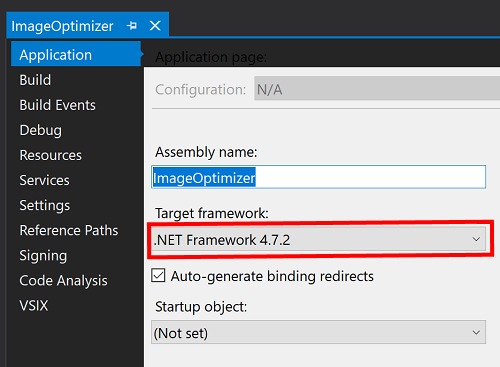 ImageOptimizer
Application
Build
Build Events
Debug
Resources
Services
Settings
Reference Paths
Signing
Code Analysis
VSIX
Application page:
Configuration: N/A
Assembly name:
ImageOptimizer
Target framework:
.NET Framework 4.7.2
Auto-generate binding redirects
Startup object:
(Not set)